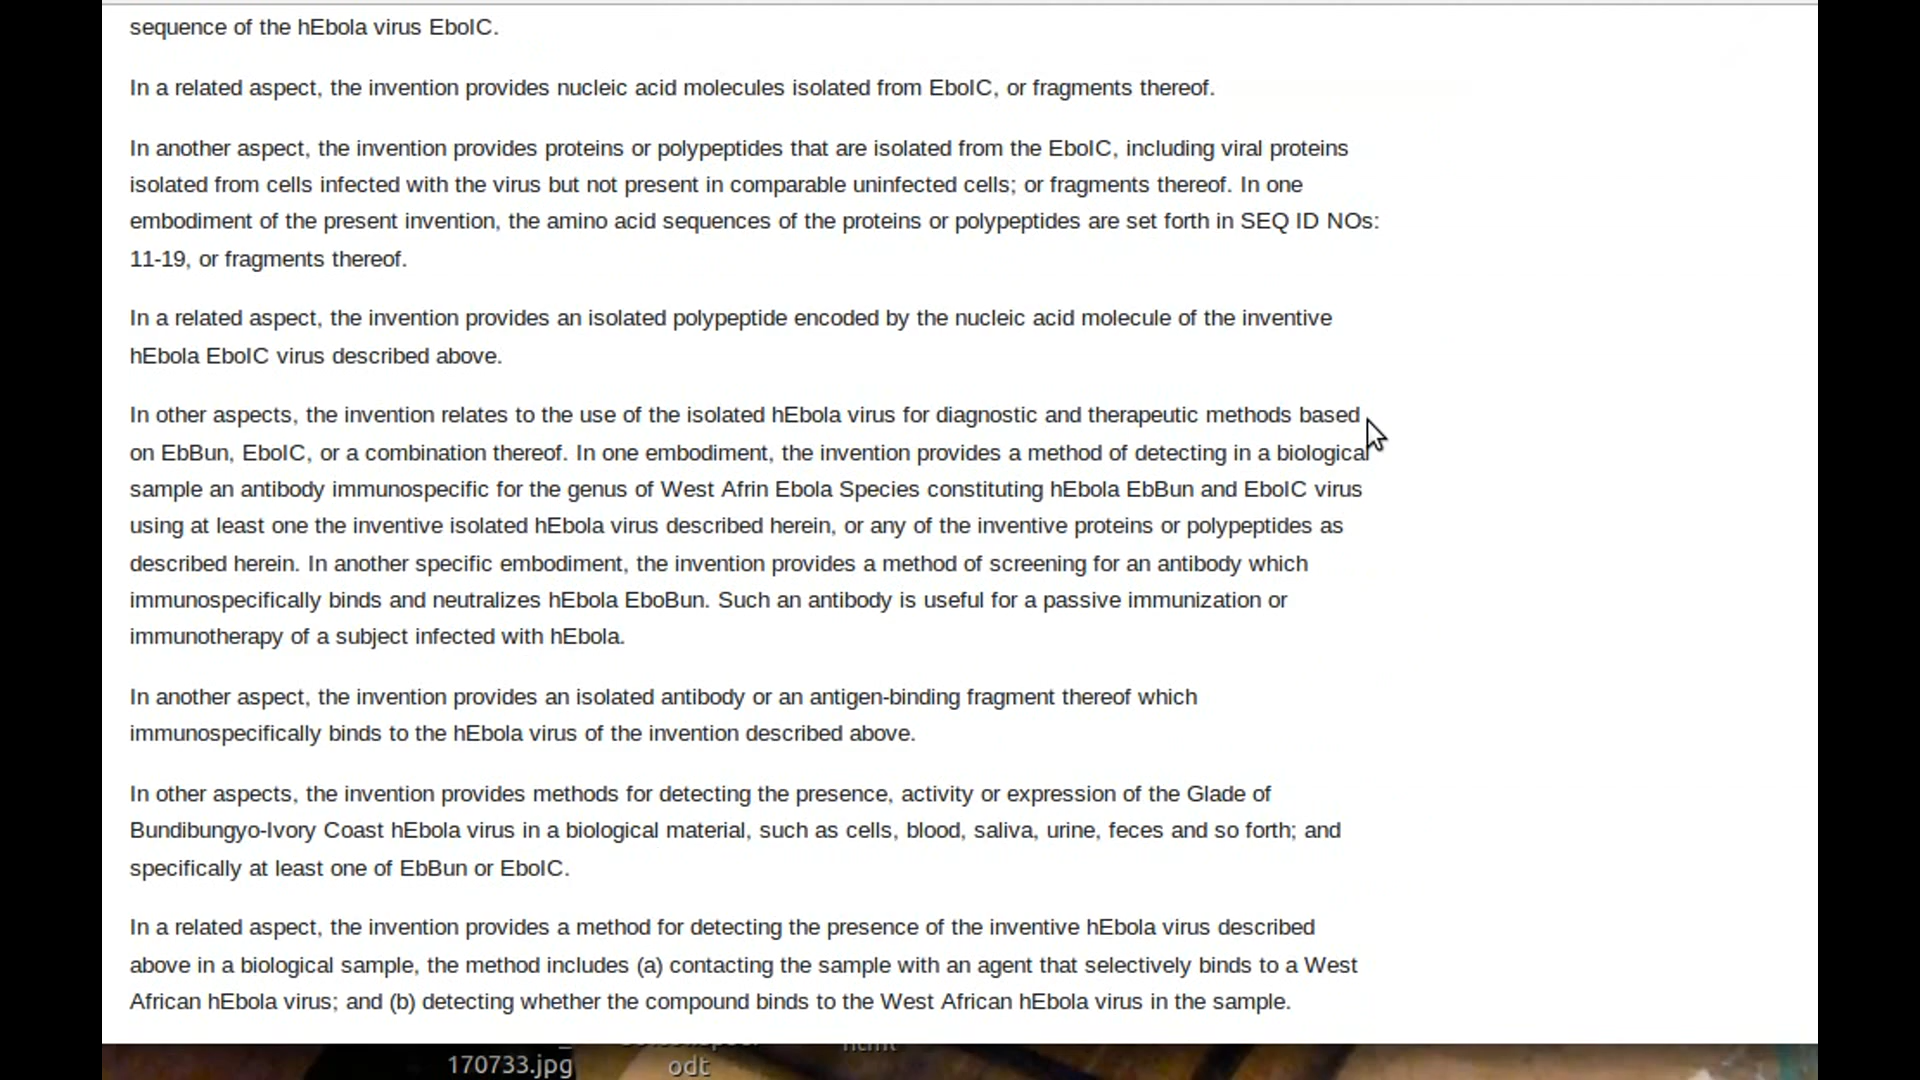 sequence of the hEbola virus EboIC.
In a related aspect, the invention provides nucleic acid molecules isolated from EboIC, or fragments thereof.
In another aspect, the invention provides proteins or polypeptides that are isolated from the EboIC, including viral proteins
isolated from cells infected with the virus but not present in comparable uninfected cells; or fragments thereof. In one
embodiment of the present invention, the amino acid sequences of the proteins or polypeptides are set forth in SEQ ID NOs:
11-19, or fragments thereof.
In a related aspect, the invention provides an isolated polypeptide encoded by the nucleic acid molecule of the inventive
hEbola EboIC virus described above.
In other aspects, the invention relates to the use of the isolated hEbola virus for diagnostic and therapeutic methods based
on EbBun, EboIC, or a combination thereof. In one embodiment, the invention provides a method of detecting in a biological
sample an antibody immunospecific for the genus of West Afrin Ebola Species constituting hEbola EbBun and EboIC virus
using at least one the inventive isolated hEbola virus described herein, or any of the inventive proteins or polypeptides as
described herein. In another specific embodiment, the invention provides a method of screening for an antibody which
immunospecifically binds and neutralizes hEbola EboBun. Such an antibody is useful for a passive immunization or
immunotherapy of a subject infected with hEbola.
In another aspect, the invention provides an isolated antibody or an antigen-binding fragment thereof which
immunospecifically binds to the hEbola virus of the invention described above.
In other aspects, the invention provides methods for detecting the presence, activity or expression of the Glade of
Bundibungyo-Ivory Coast hEbola virus in a biological material, such as cells, blood, saliva, urine, feces and so forth; and
specifically at least one of EbBun or EboIC.
In a related aspect, the invention provides a method for detecting the presence of the inventive hEbola virus described
above in a biological sample, the method includes (a) contacting the sample with an agent that selectively binds to a West
African hEbola virus; and (b) detecting whether the compound binds to the West African hEbola virus in the sample.
170733.jpg
odt